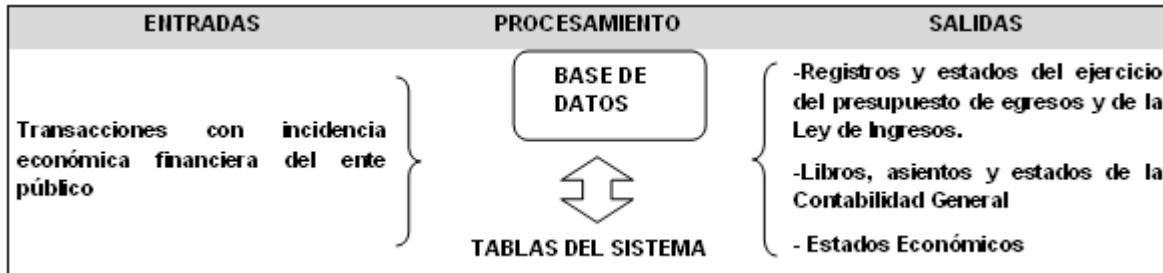 ENTRADAS
PROCESAMIENTO
SALIDAS
Transacciones con incidencia
económica financiera del ente
público
BASE DE
DATOS
TABLAS DEL SISTEMA
-Registros y estados del ejercicio
del presupuesto de egresos y de la
Ley de Ingresos.
-Libros, asientos y estados de la
Contabilidad General
- Estados Económicos